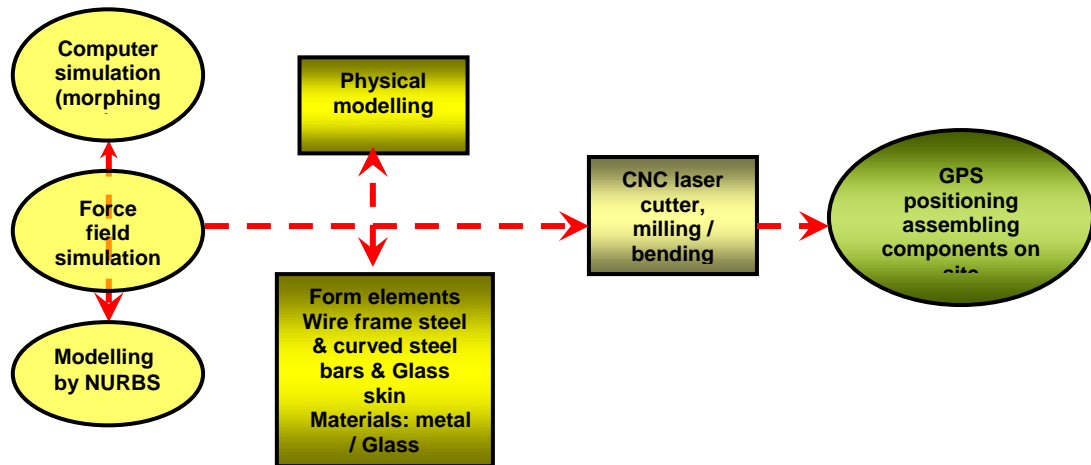 Computer
simulation
(morphing
Force
field
simulation
Modelling
by NURBS
Physical
modelling
Form elements
Wire frame steel
& curved steel
bars & Glass
skin
Materials: metal
/ Glass
CNC laser
cutter,
milling /
bending
GPS
positioning
assembling
components on
site